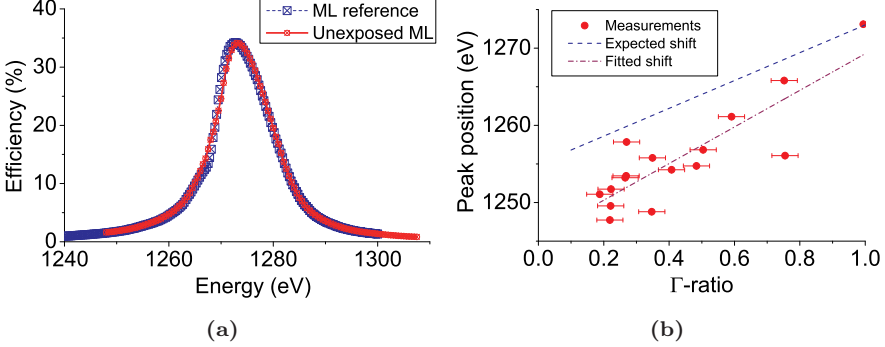 ML reference
Unexposed ML
Efficiency (%)
40
30
20
10
0
1240
1260
1280
1300
Energy (eV)
(a)
Measurements
Expected shift
Fitted shift
Peak position (eV)
1270
1260
1250
0.0
0.2
0.4
0.6
0.8
1.0
Γ-ratio
(b)